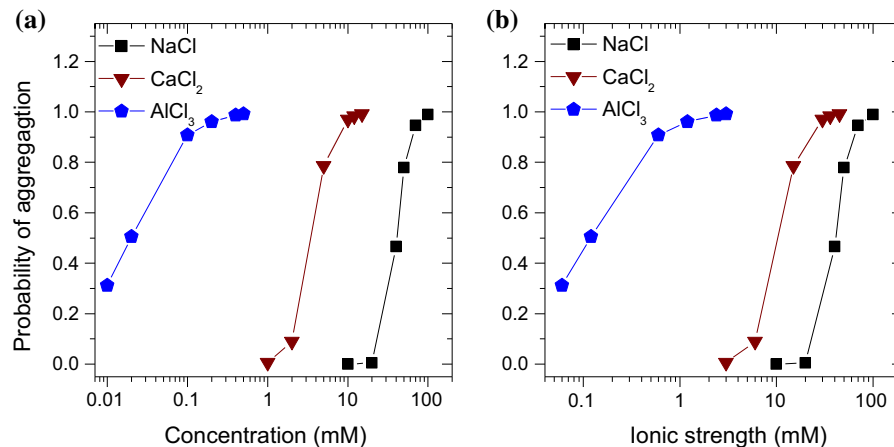 (a)
NaCl
CaCl2
AlCl3
Probability of aggregagtion
1.2
1.0
0.8
0.6
0.4
0.2
0.0
0.01 0.1 1 10 100
Concentration (mM)
(b)
NaCl
CaCl2
AlCl3
1.2
1.0
0.8
0.6
0.4
0.2
0.0
0.1 1 10 100
Ionic strength (mM)